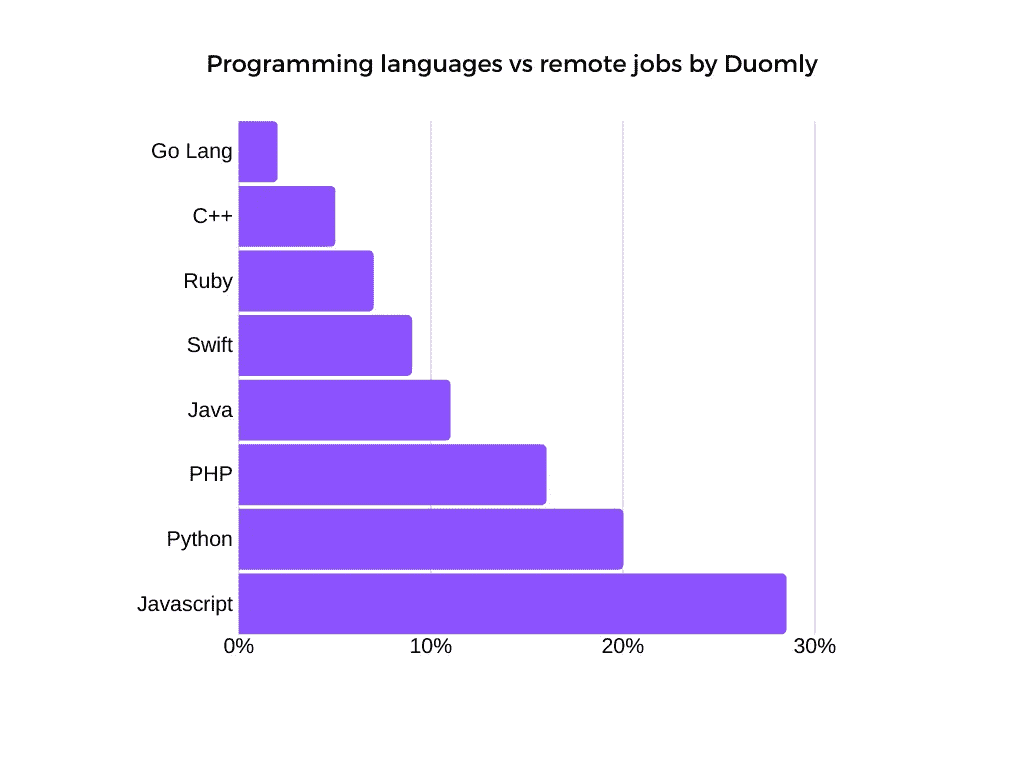 Programming languages vs remote jobs by Duomly
Go Lang
C++
Ruby
Swift
Java
PHP
Python
Javascript
0% 10% 20% 30%